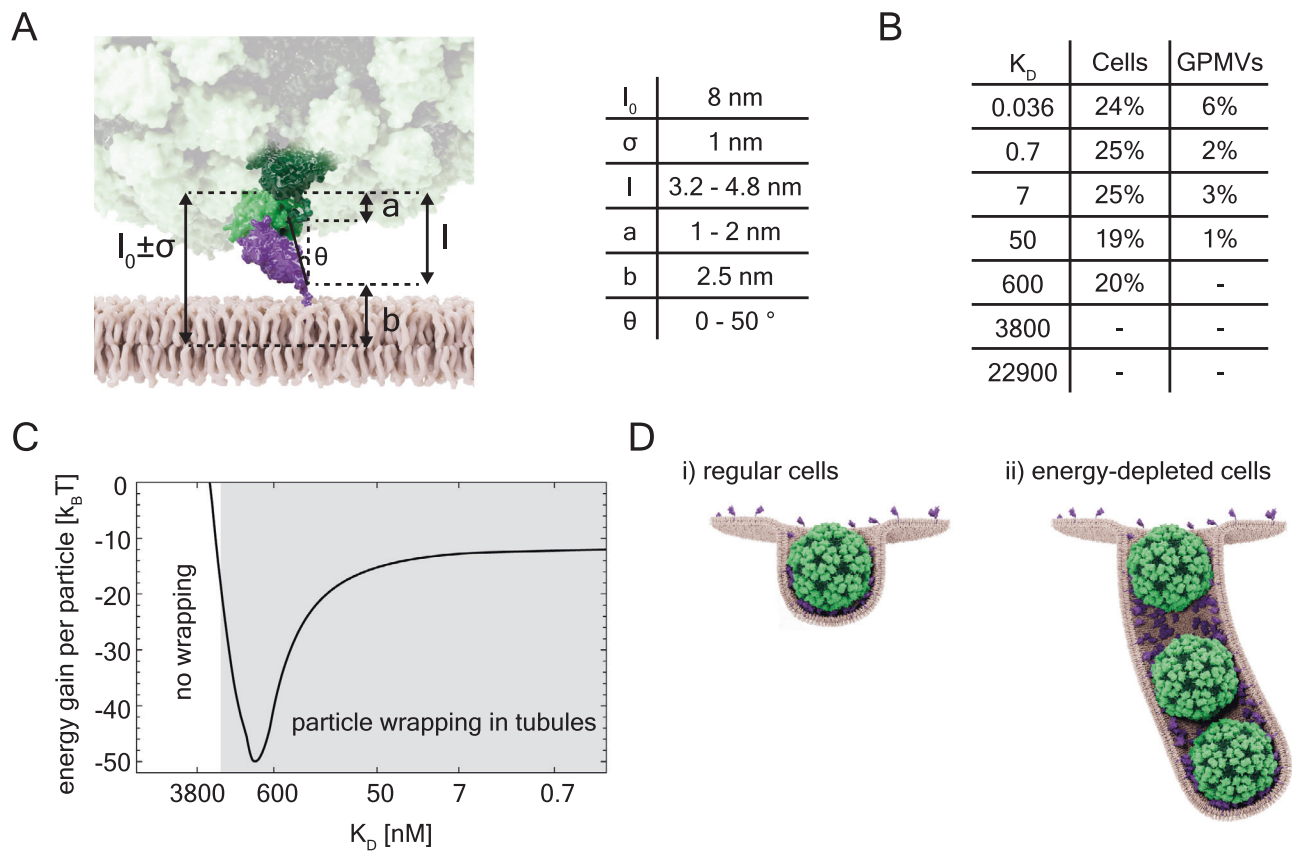 A
l₀±σ
a
l
θ
b
l₀ 8 nm
σ 1 nm
l 3.2 - 4.8 nm
a 1 - 2 nm
b 2.5 nm
θ 0 - 50 °
B
K_D Cells GPMVs
0.036 24% 6%
0.7 25% 2%
7 25% 3%
50 19% 1%
600 20% -
3800 - -
22900 - -
C
energy gain per particle [k_BT]
0
-10
-20
-30
-40
-50
no wrapping
particle wrapping in tubules
3800 600 50 7 0.7
K_D [nM]
D
i) regular cells
ii) energy-depleted cells